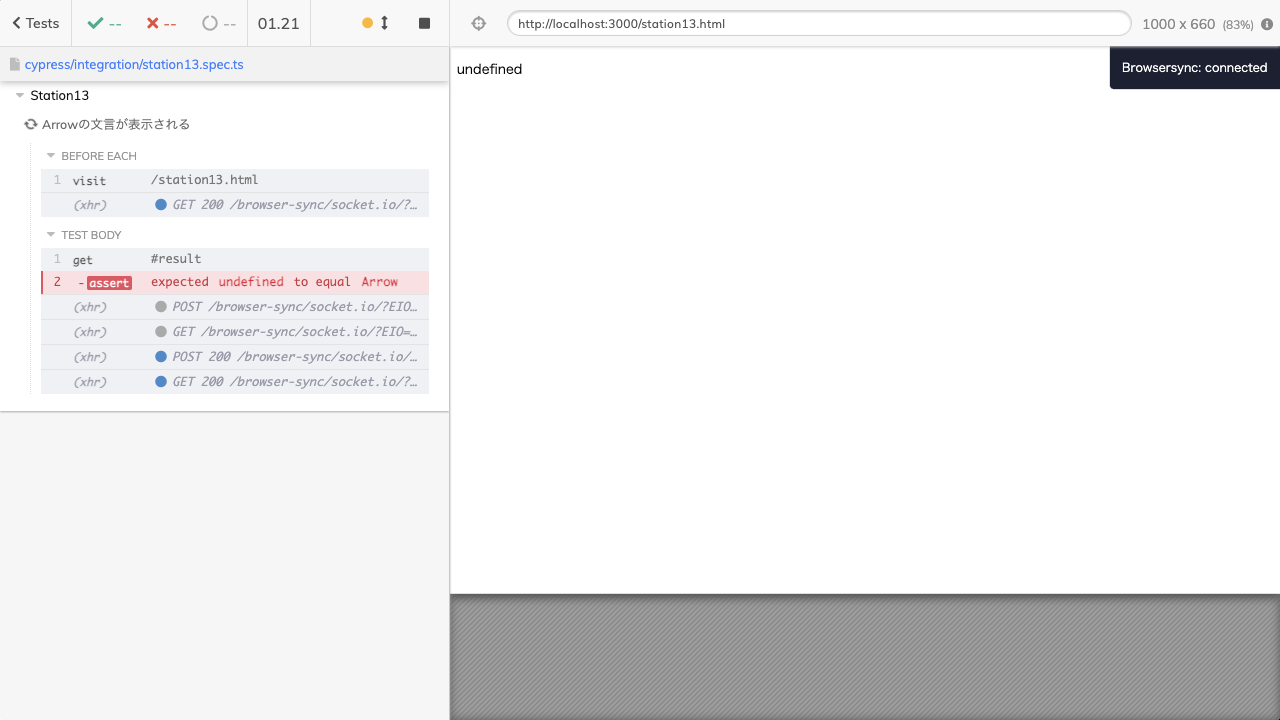 Tests -- -- -- 01.21 http://localhost:3000/station13.html 1000 x 660 (83%)
cypress/integration/station13.spec.ts
undefined
Browsersync: connected
Station13
Arrowの文言が表示される
BEFORE EACH
1 visit /station13.html
(xhr) GET 200 /browser-sync/socket.io/?...
TEST BODY
1 get #result
2 -assert expected undefined to equal Arrow
(xhr) POST /browser-sync/socket.io/?EIO...
(xhr) GET /browser-sync/socket.io/?EIO=...
(xhr) POST 200 /browser-sync/socket.io/...
(xhr) GET 200 /browser-sync/socket.io/?...